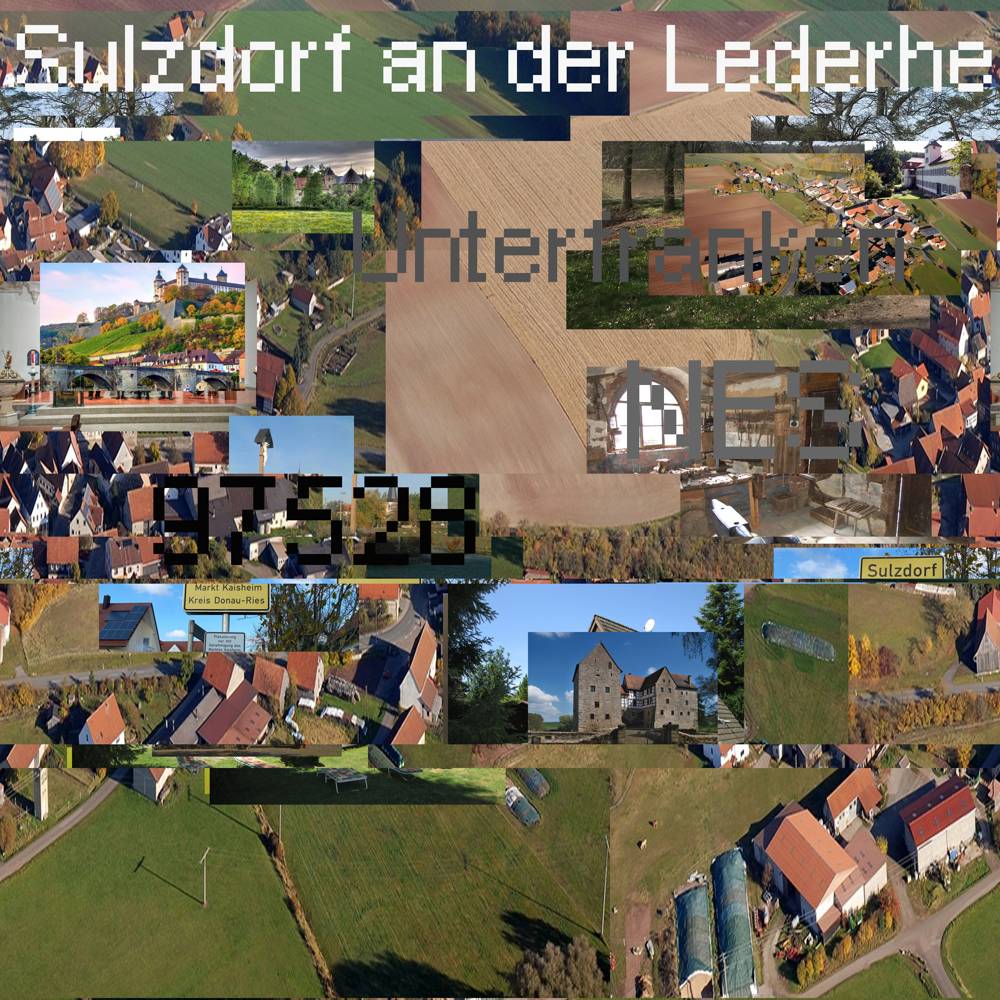 Sulzdorf an der Lederhe
Unterfranken
NES
97528
Sulzdorf
Markt Kaisheim
Kreis Donau-Ries